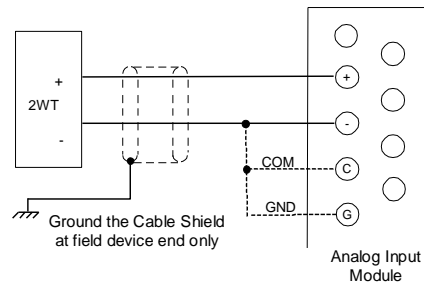 +
2WT
-
+
-
COM
C
GND
G
Ground the Cable Shield
at field device end only
Analog Input
Module